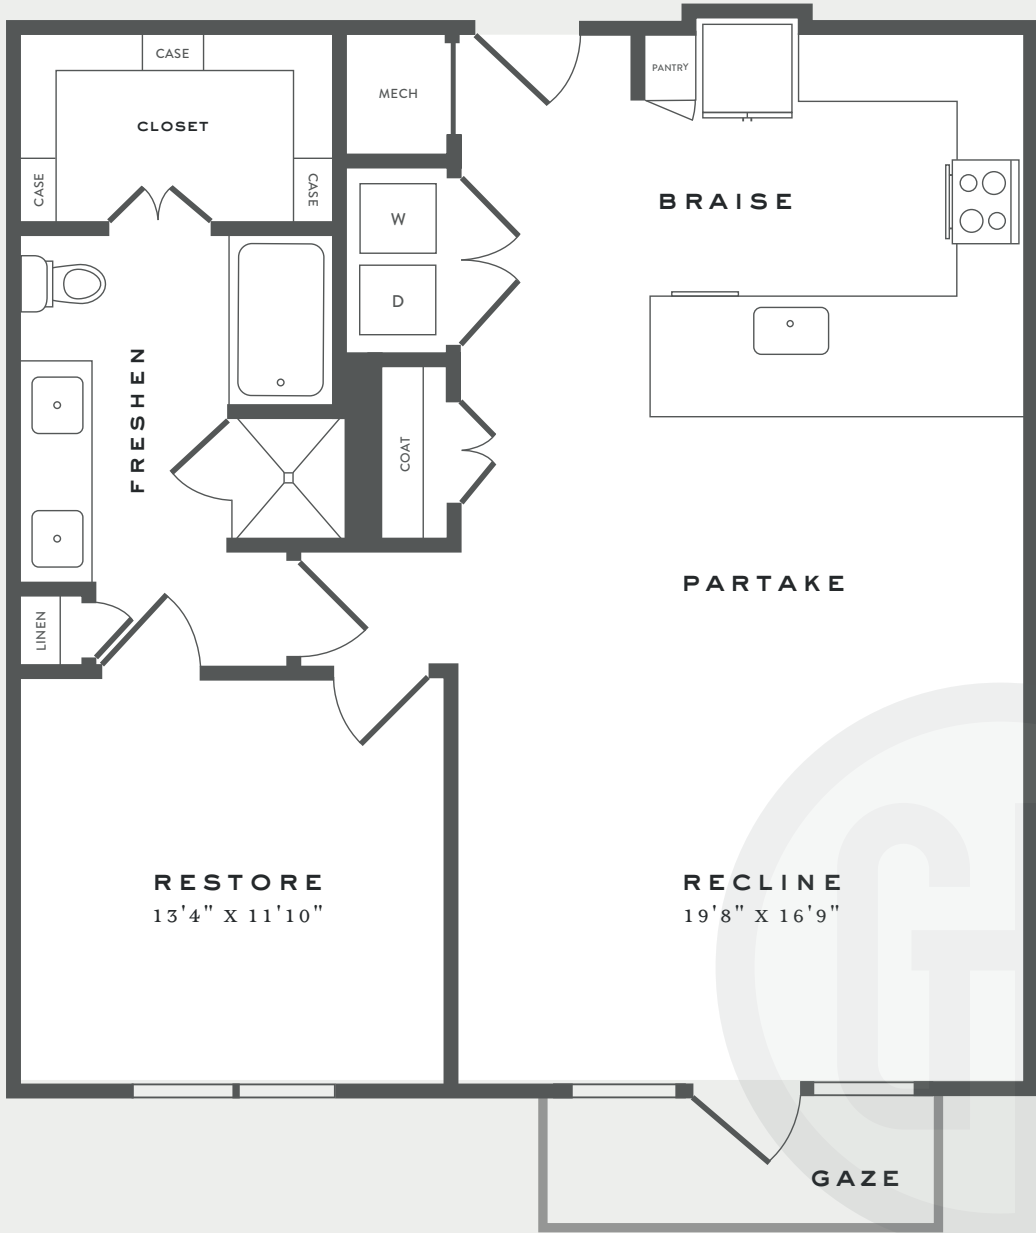 CASE
PANTRY
MECH
CLOSET
CASE
CASE
BRAISE
W
D
FRESHEN
COAT
PARTAKE
LINEN
RESTORE
13'4" X 11'10"
RECLINE
19'8" X 16'9"
GAZE